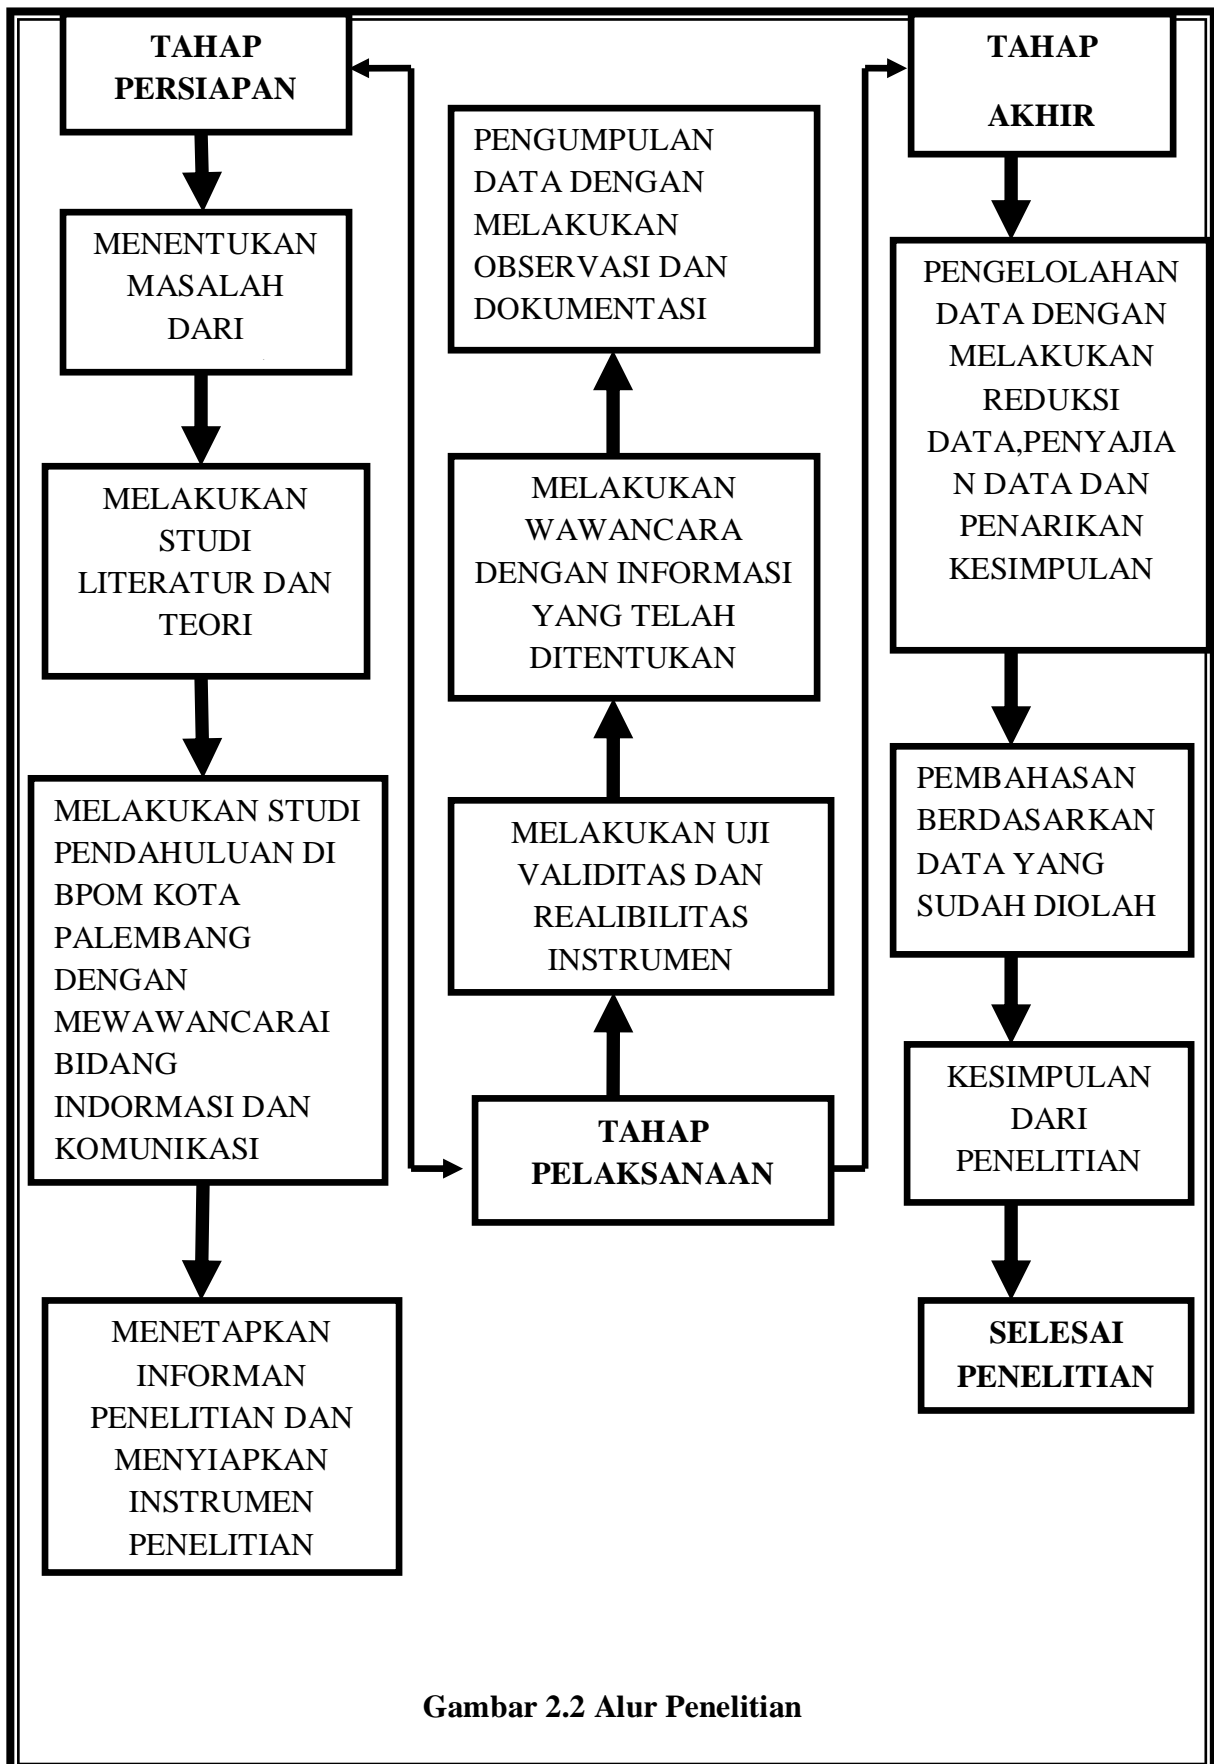 TAHAP
PERSIAPAN
MENENTUKAN
MASALAH
DARI
MELAKUKAN
STUDI
LITERATUR DAN
TEORI
MELAKUKAN STUDI
PENDAHULUAN DI
BPOM KOTA
PALEMBANG
DENGAN
MEWAWANCARAI
BIDANG
INDORMASI DAN
KOMUNIKASI
MENETAPKAN
INFORMAN
PENELITIAN DAN
MENYIAPKAN
INSTRUMEN
PENELITIAN
TAHAP
PELAKSANAAN
MELAKUKAN UJI
VALIDITAS DAN
REALIBILITAS
INSTRUMEN
MELAKUKAN
WAWANCARA
DENGAN INFORMASI
YANG TELAH
DITENTUKAN
PENGUMPULAN
DATA DENGAN
MELAKUKAN
OBSERVASI DAN
DOKUMENTASI
TAHAP
AKHIR
PENGELOLAHAN
DATA DENGAN
MELAKUKAN
REDUKSI
DATA,PENYAJIA
N DATA DAN
PENARIKAN
KESIMPULAN
PEMBAHASAN
BERDASARKAN
DATA YANG
SUDAH DIOLAH
KESIMPULAN
DARI
PENELITIAN
SELESAI
PENELITIAN
Gambar 2.2 Alur Penelitian